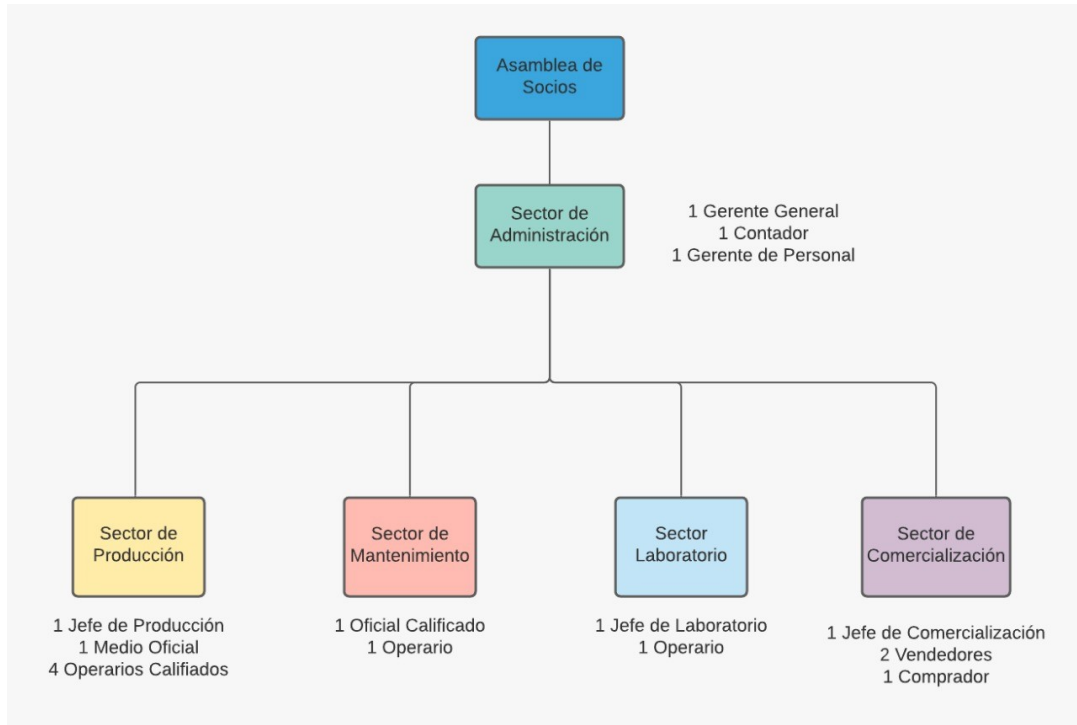 Asamblea de
Socios
Sector de
Administración
1 Gerente General
1 Contador
1 Gerente de Personal
Sector de
Producción
1 Jefe de Producción
1 Medio Oficial
4 Operarios Califiados
Sector de
Mantenimiento
1 Oficial Calificado
1 Operario
Sector
Laboratorio
1 Jefe de Laboratorio
1 Operario
Sector de
Comercialización
1 Jefe de Comercialización
2 Vendedores
1 Comprador